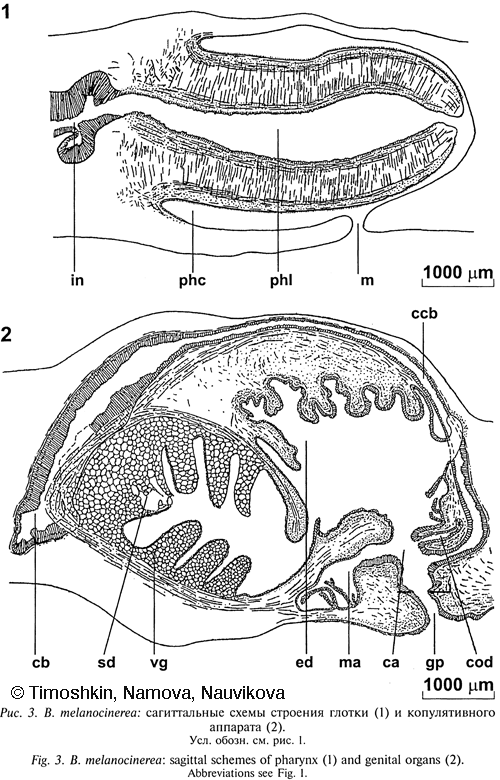 1
in phc phl m 1000 µm
2
ccb
cb sd vg ed ma ca gp cod
© Timoshkin, Namova, Nauvikova
1000 µm
Рис. 3. B. melanocinerea: сагиттальные схемы строения глотки (1) и копулятивного
аппарата (2).
Усл. обозн. см. рис. 1.
Fig. 3. B. melanocinerea: sagittal schemes of pharynx (1) and genital organs (2).
Abbreviations see Fig. 1.